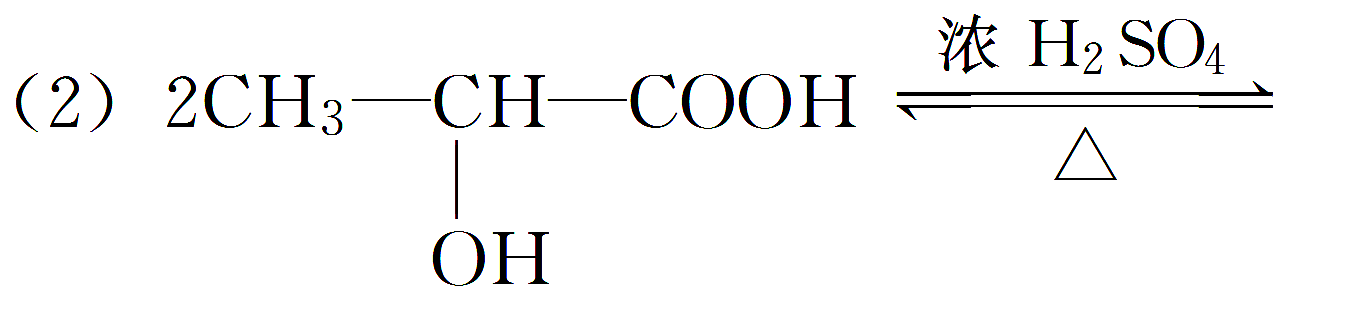 浓 H₂SO₄
(2) 2CH₃—CH—COOH ⇌
△
OH